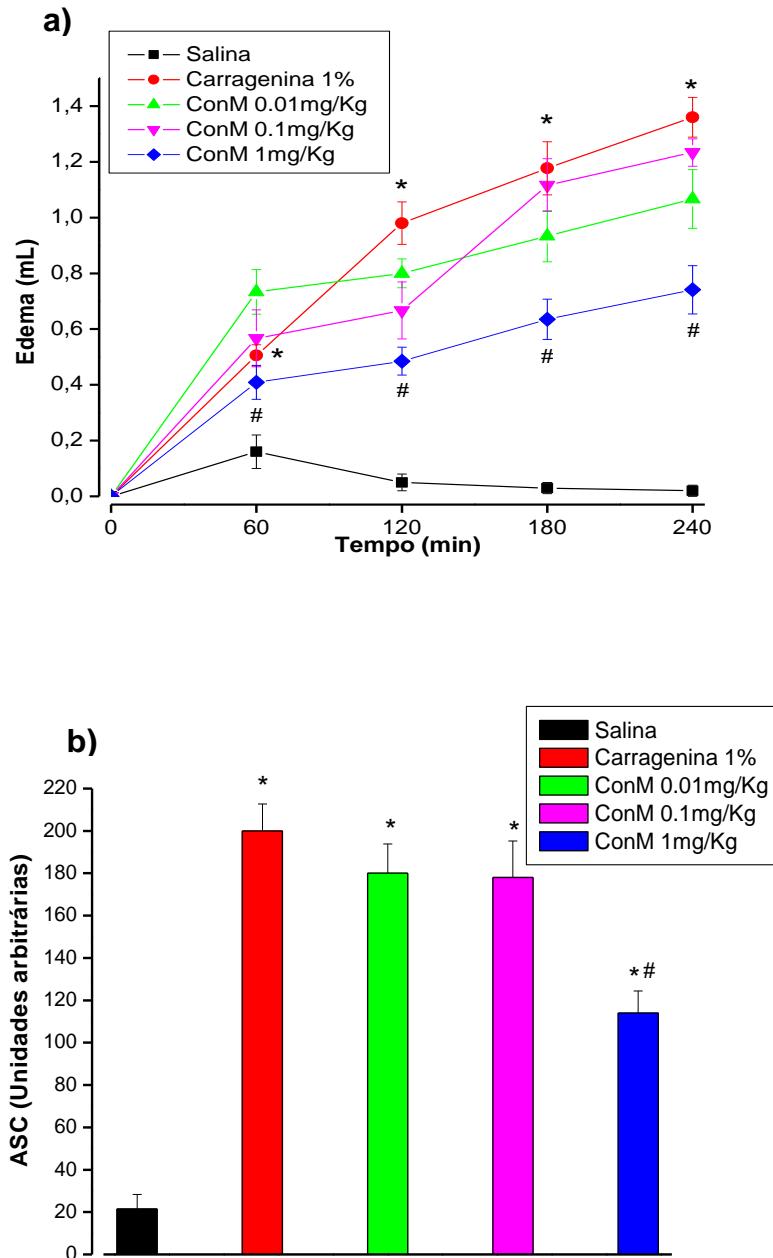 a)
Salina
Carragenina 1%
ConM 0.01mg/Kg
ConM 0.1mg/Kg
ConM 1mg/Kg
1,4
1,2
1,0
0,8
0,6
0,4
0,2
0,0
Edema (mL)
* * * *
# # # #
0 60 120 180 240
Tempo (min)
b)
Salina
Carragenina 1%
ConM 0.01mg/Kg
ConM 0.1mg/Kg
ConM 1mg/Kg
220
200
180
160
140
120
100
80
60
40
20
0
ASC (Unidades arbitrárias)
* * * *#